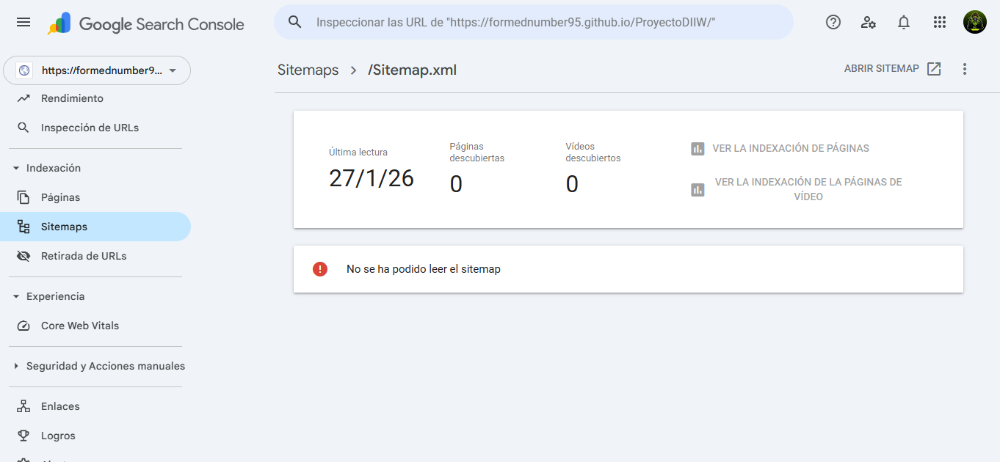 Google Search Console
Inspeccionar las URL de "https://formednumber95.github.io/ProyectoDIIW/"
https://formednumber9...
Rendimiento
Inspección de URLs
Indexación
Páginas
Sitemaps
Retirada de URLs
Experiencia
Core Web Vitals
Seguridad y Acciones manuales
Enlaces
Logros
Sitemaps > /Sitemap.xml
ABRIR SITEMAP
Última lectura
27/1/26
Páginas
descubiertas
0
Vídeos
descubiertos
0
VER LA INDEXACIÓN DE PÁGINAS
VER LA INDEXACIÓN DE LA PÁGINAS DE
VÍDEO
No se ha podido leer el sitemap